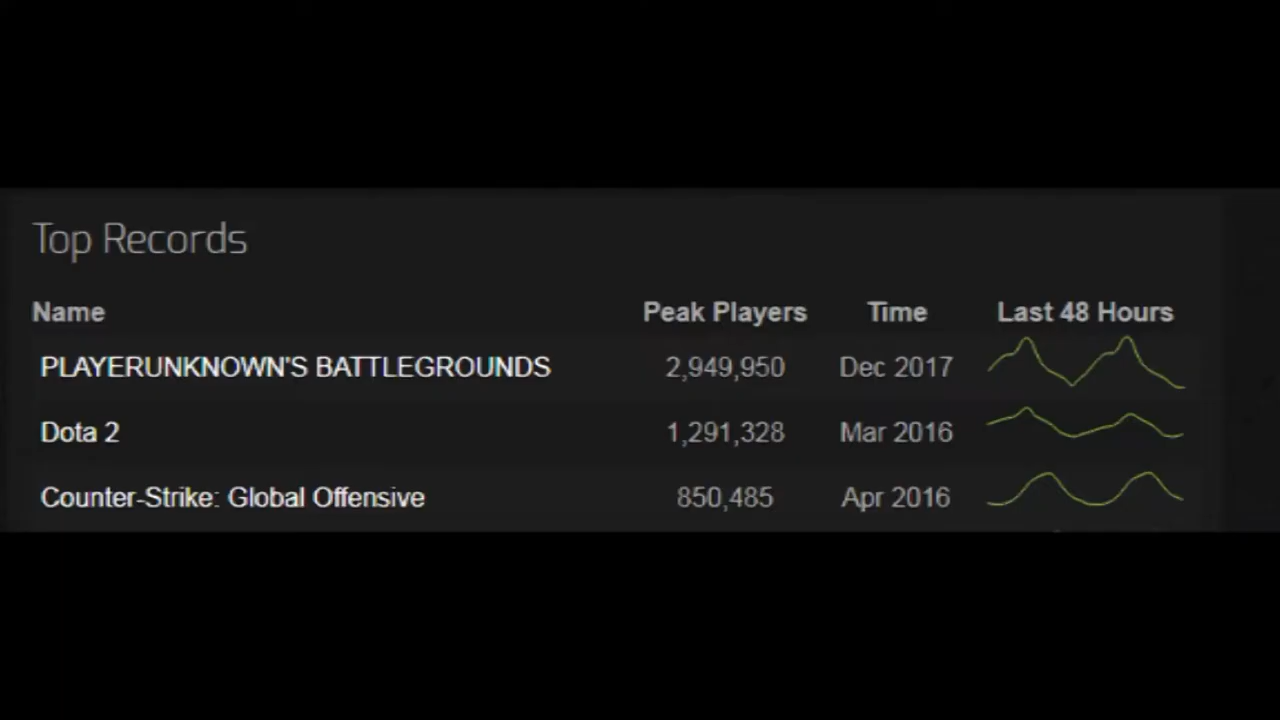 Top Records
Name Peak Players Time Last 48 Hours
PLAYERUNKNOWN'S BATTLEGROUNDS 2,949,950 Dec 2017
Dota 2 1,291,328 Mar 2016
Counter-Strike: Global Offensive 850,485 Apr 2016